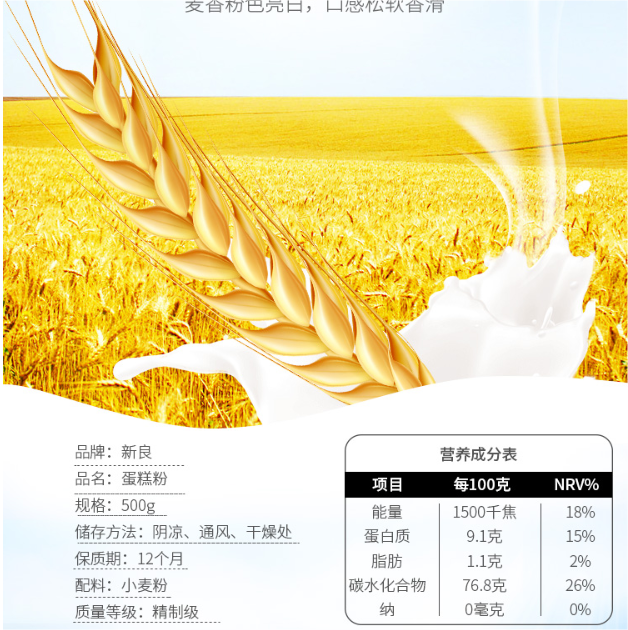 麦香粉色亮白，口感松软香滑
品牌：新良
品名：蛋糕粉
规格：500g
储存方法：阴凉、通风、干燥处
保质期：12个月
配料：小麦粉
质量等级：精制级
营养成分表
项目 每100克 NRV%
能量 1500千焦 18%
蛋白质 9.1克 15%
脂肪 1.1克 2%
碳水化合物 76.8克 26%
纳 0毫克 0%